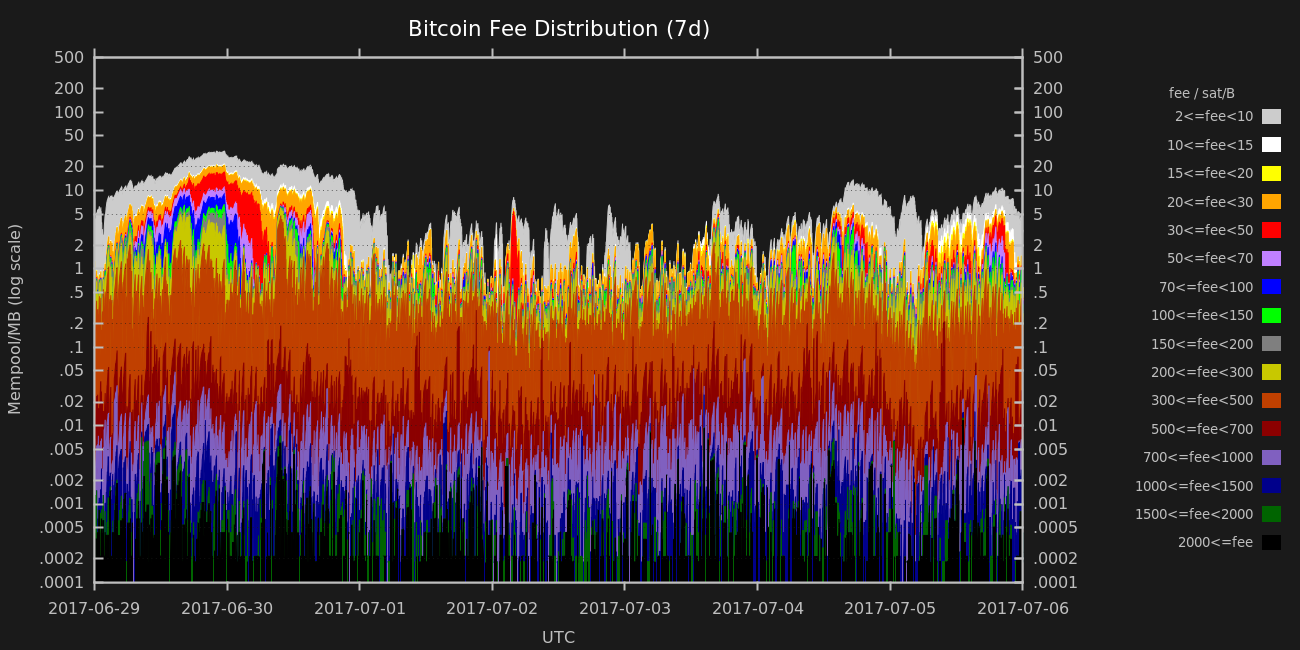 Bitcoin Fee Distribution (7d)
Mempool/MB (log scale)
500
200
100
50
20
10
5
2
1
.5
.2
.1
.05
.02
.01
.005
.002
.001
.0005
.0002
.0001
500
200
100
50
20
10
5
2
1
.5
.2
.1
.05
.02
.01
.005
.002
.001
.0005
.0002
.0001
2017-06-29 2017-06-30 2017-07-01 2017-07-02 2017-07-03 2017-07-04 2017-07-05 2017-07-06
UTC
fee / sat/B
2<=fee<10
10<=fee<15
15<=fee<20
20<=fee<30
30<=fee<50
50<=fee<70
70<=fee<100
100<=fee<150
150<=fee<200
200<=fee<300
300<=fee<500
500<=fee<700
700<=fee<1000
1000<=fee<1500
1500<=fee<2000
2000<=fee